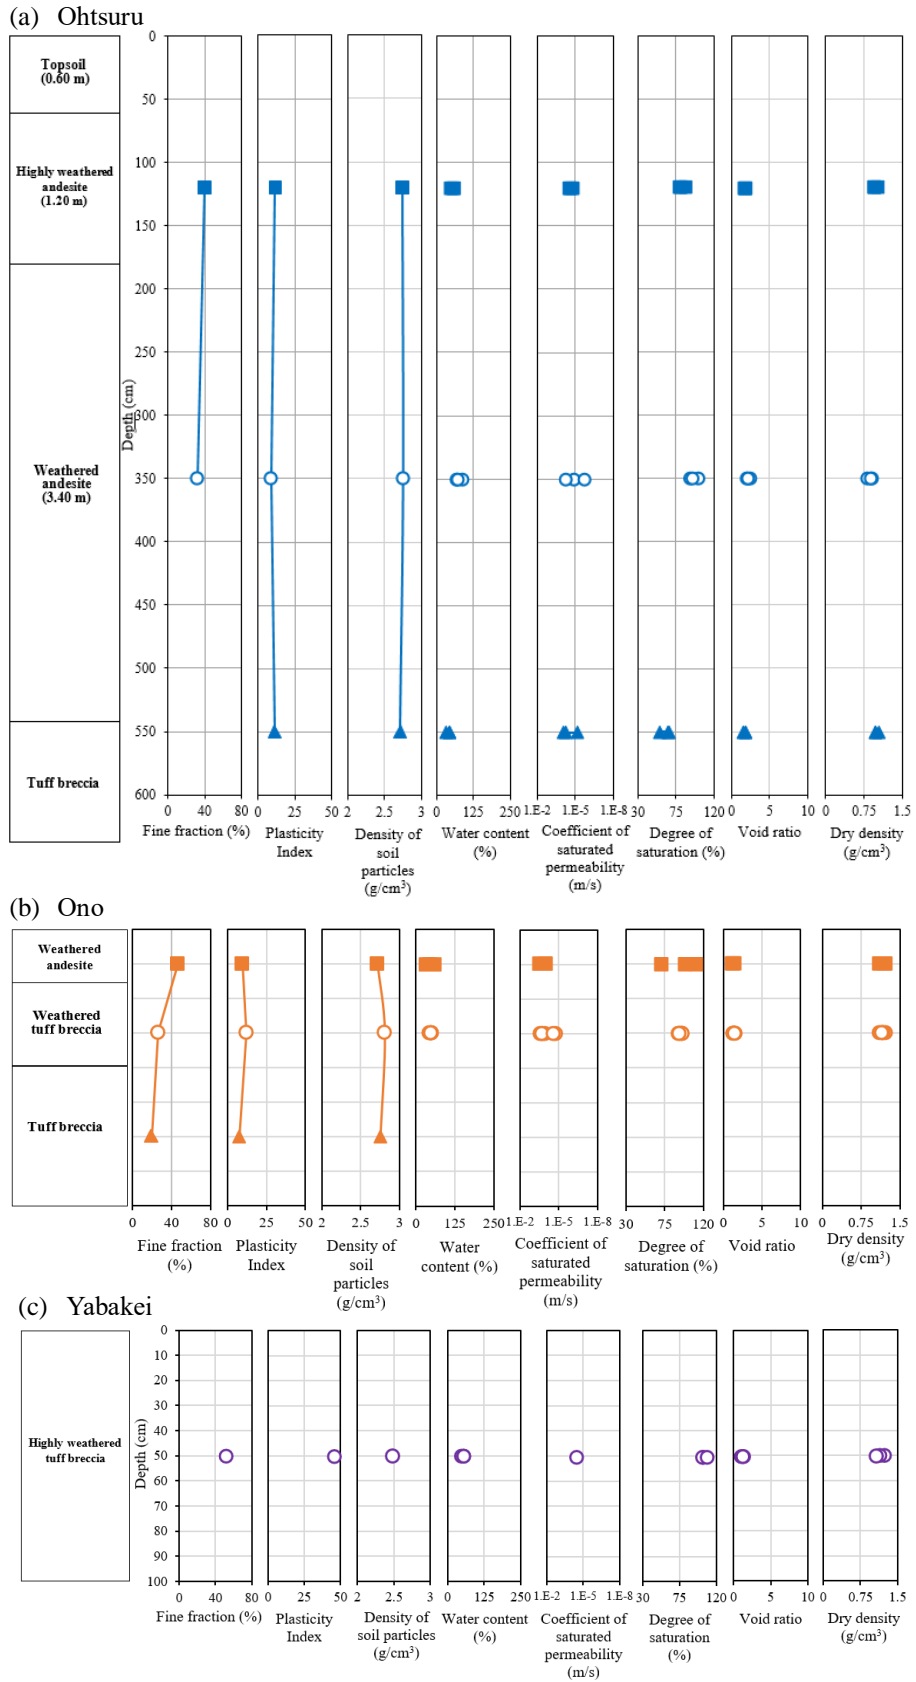 (a) Ohtsuru
Topsoil
(0.60 m)
Highly weathered
andesite
(1.20 m)
Weathered
andesite
(3.40 m)
Tuff breccia
Depth (cm)
0
50
100
150
200
250
300
350
400
450
500
550
600
0 40 80 0 25 50 2 2.5 3 0 125 250 1.E-2 1.E-5 1.E-8 30 75 120 0 5 10 0 0.75 1.5
Fine fraction (%)
Plasticity
Index
Density of
soil
particles
(g/cm³)
Water content
(%)
Coefficient of
saturated
permeability
(m/s)
Degree of
saturation (%)
Void ratio
Dry density
(g/cm³)
(b) Ono
Weathered
andesite
Weathered
tuff breccia
Tuff breccia
0 40 80 0 25 50 2 2.5 3 0 125 250 1.E-2 1.E-5 1.E-8 30 75 120 0 5 10 0 0.75 1.5
Fine fraction
(%)
Plasticity
Index
Density of
soil
particles
(g/cm³)
Water
content (%)
Coefficient of
saturated
permeability
(m/s)
Degree of
saturation (%)
Void ratio
Dry density
(g/cm³)
(c) Yabakei
Highly weathered
tuff breccia
Depth (cm)
0
10
20
30
40
50
60
70
80
90
100
0 40 80 0 25 50 2 2.5 3 0 125 250 1.E-2 1.E-5 1.E-8 30 75 120 0 5 10 0 0.75 1.5
Fine fraction (%)
Plasticity
Index
Density of
soil particles
(g/cm³)
Water content
(%)
Coefficient of
saturated
permeability
(m/s)
Degree of
saturation
(%)
Void ratio
Dry density
(g/cm³)